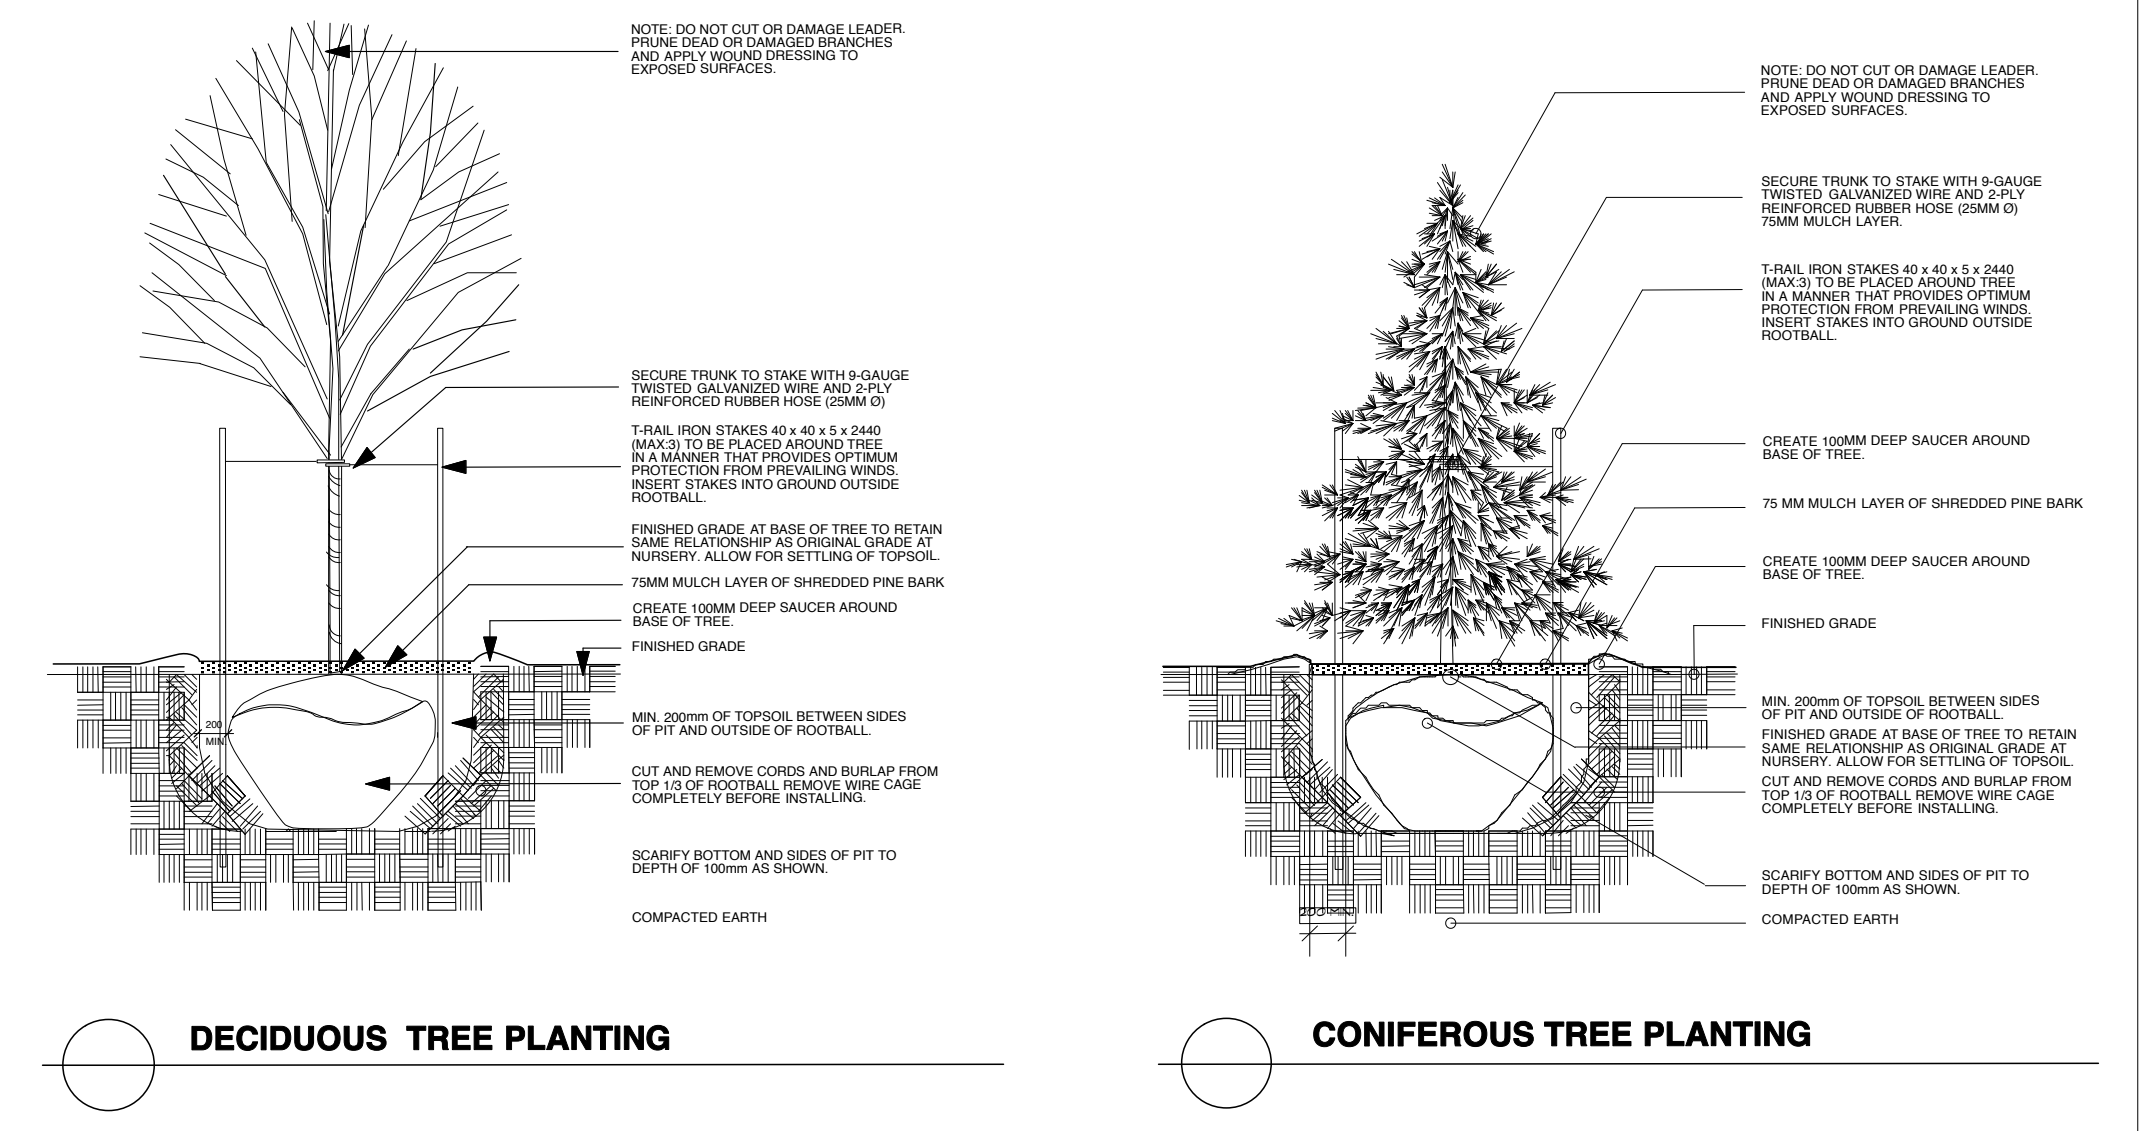 NOTE: DO NOT CUT OR DAMAGE LEADER.
PRUNE DEAD OR DAMAGED BRANCHES
AND APPLY WOUND DRESSING TO
EXPOSED SURFACES.
SECURE TRUNK TO STAKE WITH 9-GAUGE
TWISTED GALVANIZED WIRE AND 2-PLY
REINFORCED RUBBER HOSE (25MM Ø)
T-RAIL IRON STAKES 40 x 40 x 5 x 2440
(MAX:3) TO BE PLACED AROUND TREE
IN A MANNER THAT PROVIDES OPTIMUM
PROTECTION FROM PREVAILING WINDS.
INSERT STAKES INTO GROUND OUTSIDE
ROOTBALL.
FINISHED GRADE AT BASE OF TREE TO RETAIN
SAME RELATIONSHIP AS ORIGINAL GRADE AT
NURSERY. ALLOW FOR SETTLING OF TOPSOIL.
75MM MULCH LAYER OF SHREDDED PINE BARK
CREATE 100MM DEEP SAUCER AROUND
BASE OF TREE.
FINISHED GRADE
200
MIN.
MIN. 200mm OF TOPSOIL BETWEEN SIDES
OF PIT AND OUTSIDE OF ROOTBALL.
CUT AND REMOVE CORDS AND BURLAP FROM
TOP 1/3 OF ROOTBALL REMOVE WIRE CAGE
COMPLETELY BEFORE INSTALLING.
SCARIFY BOTTOM AND SIDES OF PIT TO
DEPTH OF 100mm AS SHOWN.
COMPACTED EARTH
DECIDUOUS TREE PLANTING
NOTE: DO NOT CUT OR DAMAGE LEADER.
PRUNE DEAD OR DAMAGED BRANCHES
AND APPLY WOUND DRESSING TO
EXPOSED SURFACES.
SECURE TRUNK TO STAKE WITH 9-GAUGE
TWISTED GALVANIZED WIRE AND 2-PLY
REINFORCED RUBBER HOSE (25MM Ø)
75MM MULCH LAYER.
T-RAIL IRON STAKES 40 x 40 x 5 x 2440
(MAX:3) TO BE PLACED AROUND TREE
IN A MANNER THAT PROVIDES OPTIMUM
PROTECTION FROM PREVAILING WINDS.
INSERT STAKES INTO GROUND OUTSIDE
ROOTBALL.
CREATE 100MM DEEP SAUCER AROUND
BASE OF TREE.
75 MM MULCH LAYER OF SHREDDED PINE BARK
CREATE 100MM DEEP SAUCER AROUND
BASE OF TREE.
FINISHED GRADE
MIN. 200mm OF TOPSOIL BETWEEN SIDES
OF PIT AND OUTSIDE OF ROOTBALL.
FINISHED GRADE AT BASE OF TREE TO RETAIN
SAME RELATIONSHIP AS ORIGINAL GRADE AT
NURSERY. ALLOW FOR SETTLING OF TOPSOIL.
CUT AND REMOVE CORDS AND BURLAP FROM
TOP 1/3 OF ROOTBALL REMOVE WIRE CAGE
COMPLETELY BEFORE INSTALLING.
SCARIFY BOTTOM AND SIDES OF PIT TO
DEPTH OF 100mm AS SHOWN.
COMPACTED EARTH
200 MIN.
CONIFEROUS TREE PLANTING